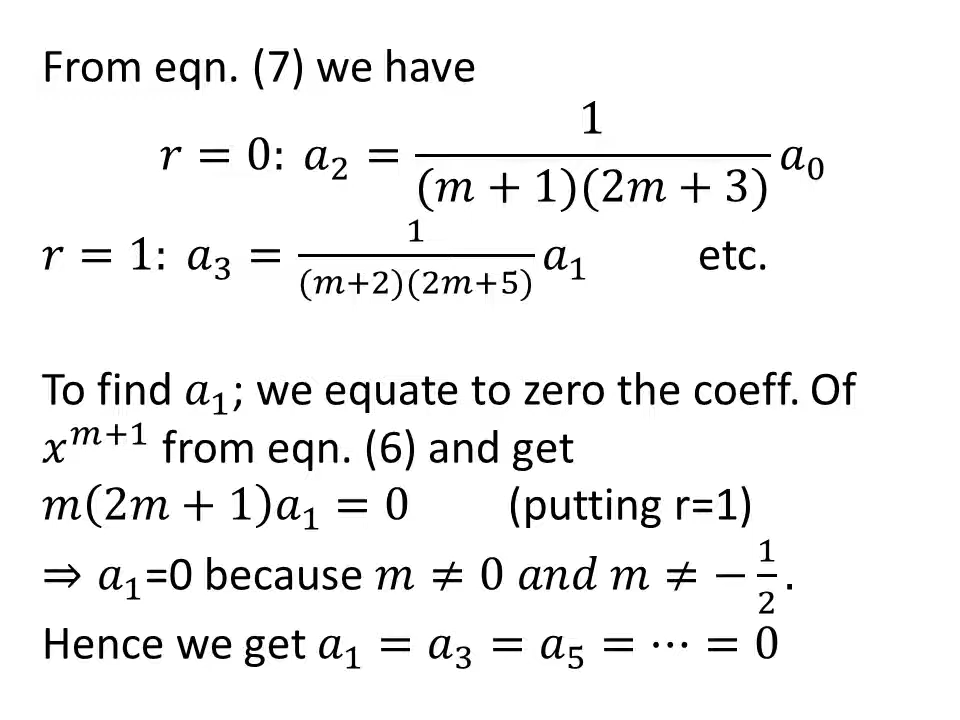 From eqn. (7) we have
r = 0: a₂ = 1/((m + 1)(2m + 3)) a₀
r = 1: a₃ = 1/((m+2)(2m+5)) a₁ etc.
To find a₁; we equate to zero the coeff. Of
xᵐ⁺¹ from eqn. (6) and get
m(2m + 1)a₁ = 0 (putting r=1)
⇒ a₁=0 because m ≠ 0 and m ≠ −1/2.
Hence we get a₁ = a₃ = a₅ = ⋯ = 0